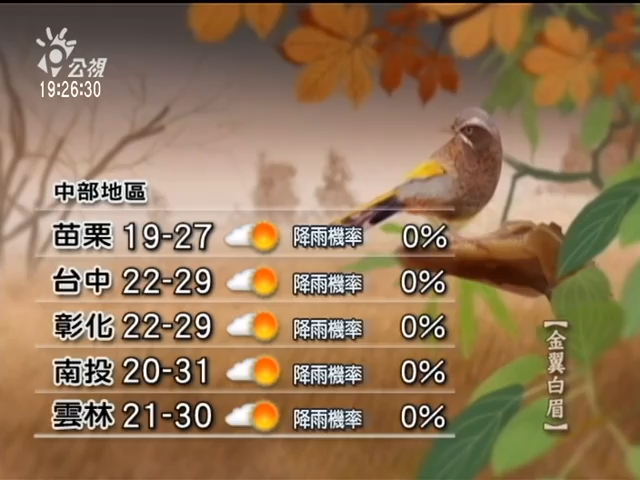 公視
19:26:30
中部地區
苗栗 19-27 降雨機率 0%
台中 22-29 降雨機率 0%
彰化 22-29 降雨機率 0%
南投 20-31 降雨機率 0%
雲林 21-30 降雨機率 0%
【金翼白眉】